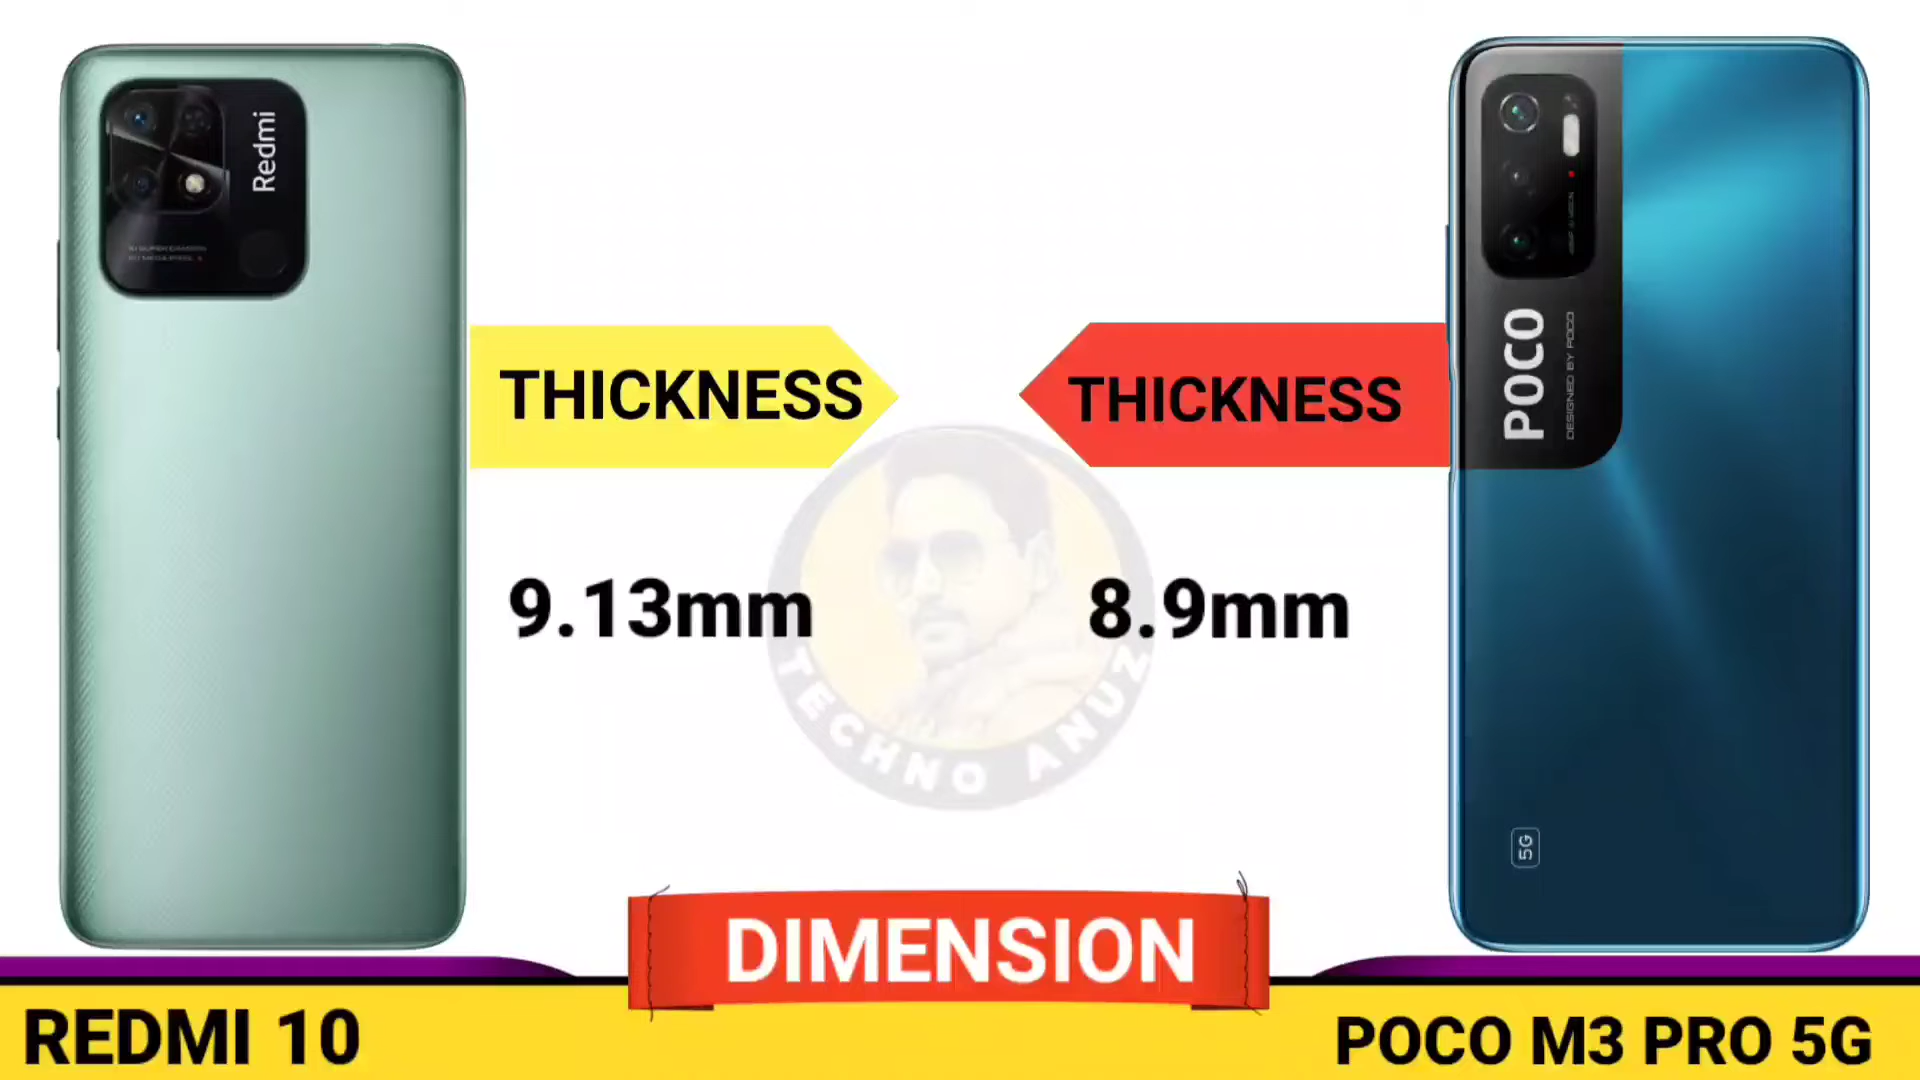 Redmi
THICKNESS
THICKNESS
POCO
DESIGNED BY POCO
9.13mm
8.9mm
TECHNO ANUZ
5G
DIMENSION
REDMI 10
POCO M3 PRO 5G